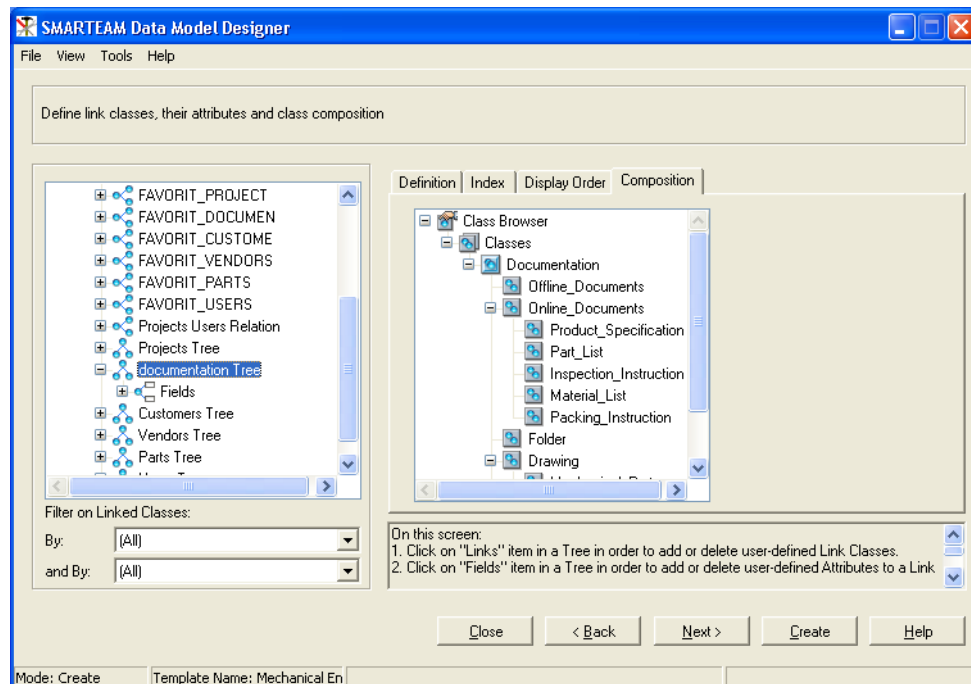 SMARTEAM Data Model Designer
File View Tools Help
Define link classes, their attributes and class composition
FAVORIT_PROJECT
FAVORIT_DOCUMEN
FAVORIT_CUSTOME
FAVORIT_VENDORS
FAVORIT_PARTS
FAVORIT_USERS
Projects Users Relation
Projects Tree
documentation Tree
Fields
Customers Tree
Vendors Tree
Parts Tree
Filter on Linked Classes:
By: (All)
and By: (All)
Definition Index Display Order Composition
Class Browser
Classes
Documentation
Offline_Documents
Online_Documents
Product_Specification
Part_List
Inspection_Instruction
Material_List
Packing_Instruction
Folder
Drawing
On this screen:
1. Click on "Links" item in a Tree in order to add or delete user-defined Link Classes.
2. Click on "Fields" item in a Tree in order to add or delete user-defined Attributes to a Link
Close < Back Next > Create Help
Mode: Create Template Name: Mechanical En